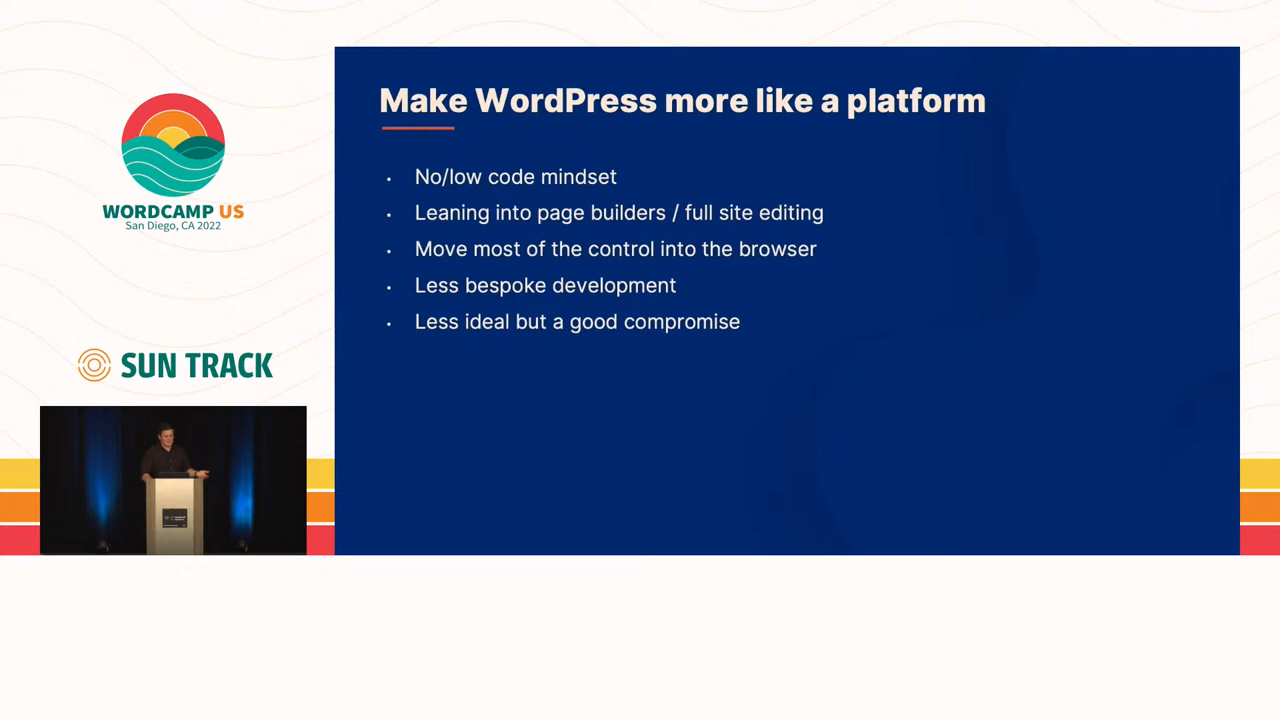 WORDCAMP US
San Diego, CA 2022
SUN TRACK
Make WordPress more like a platform
• No/low code mindset
• Leaning into page builders / full site editing
• Move most of the control into the browser
• Less bespoke development
• Less ideal but a good compromise